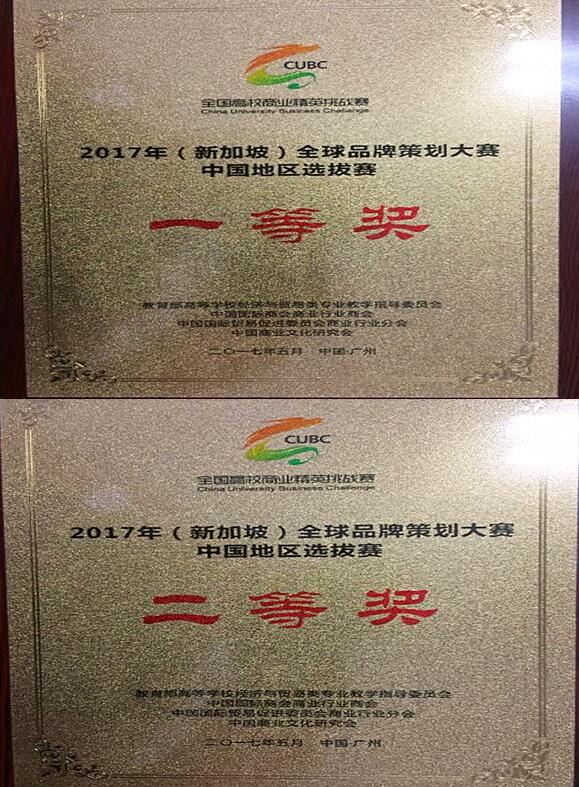 CUBC
全国高校商业精英挑战赛
China University Business Challenge
2017年（新加坡）全球品牌策划大赛
中国地区选拔赛
一等奖
教育部高等学校经济与贸易类专业教学指导委员会
中国国际商会商业行业商会
中国国际贸易促进委员会商业行业分会
中国商业文化研究会
二〇一七年五月 中国·广州
CUBC
全国高校商业精英挑战赛
China University Business Challenge
2017年（新加坡）全球品牌策划大赛
中国地区选拔赛
二等奖
教育部高等学校经济与贸易类专业教学指导委员会
中国国际商会商业行业商会
中国国际贸易促进委员会商业行业分会
中国商业文化研究会
二〇一七年五月 中国·广州